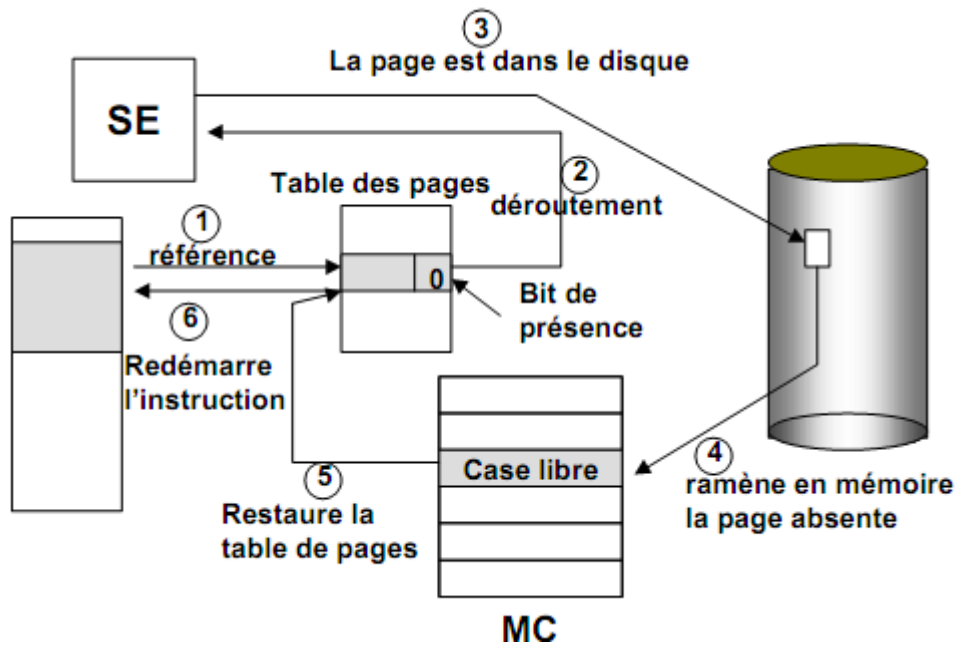 3
La page est dans le disque
SE
2
Table des pages
déroutement
1
référence
0
6
Bit de
présence
Redémarre
l'instruction
Case libre
4
5
ramène en mémoire
la page absente
Restaure la
table de pages
MC